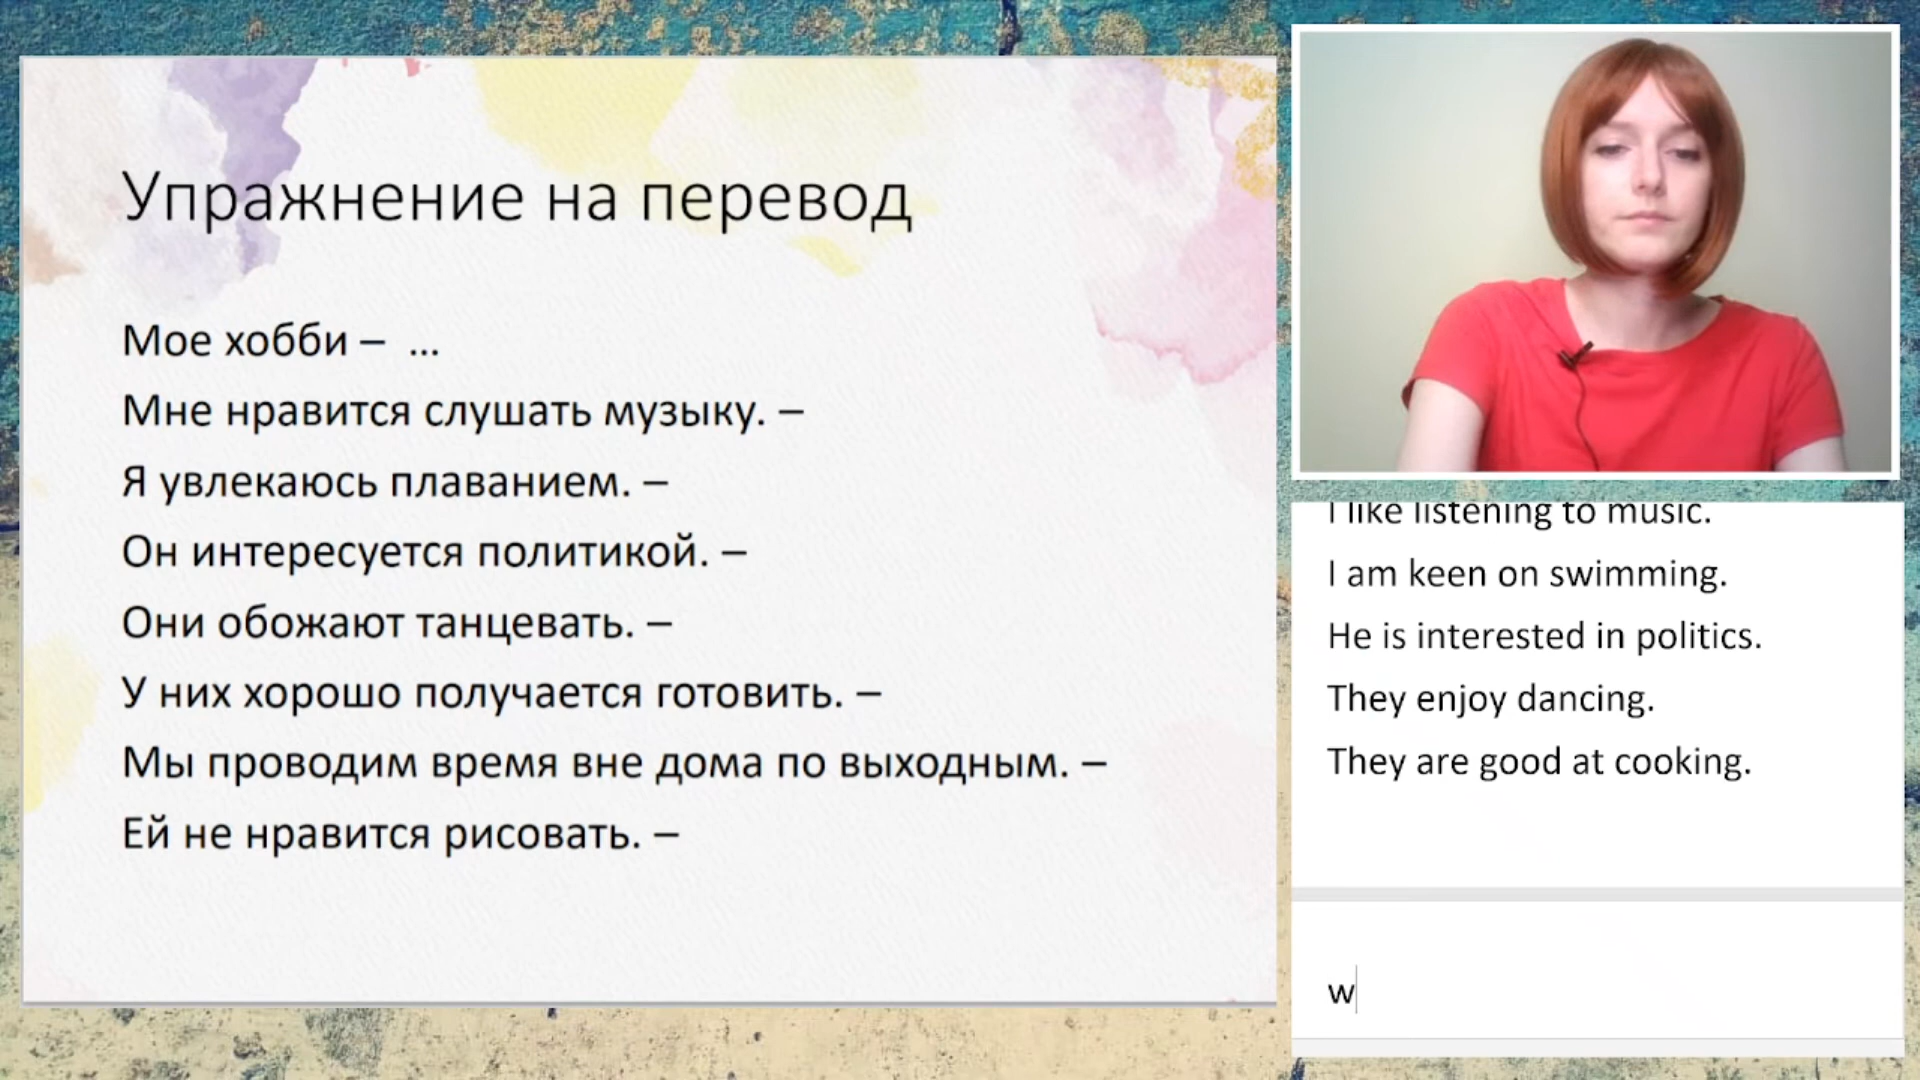 Упражнение на перевод
Мое хобби – ...
Мне нравится слушать музыку. –
Я увлекаюсь плаванием. –
Он интересуется политикой. –
Они обожают танцевать. –
У них хорошо получается готовить. –
Мы проводим время вне дома по выходным. –
Ей не нравится рисовать. –
I like listening to music.
I am keen on swimming.
He is interested in politics.
They enjoy dancing.
They are good at cooking.
w